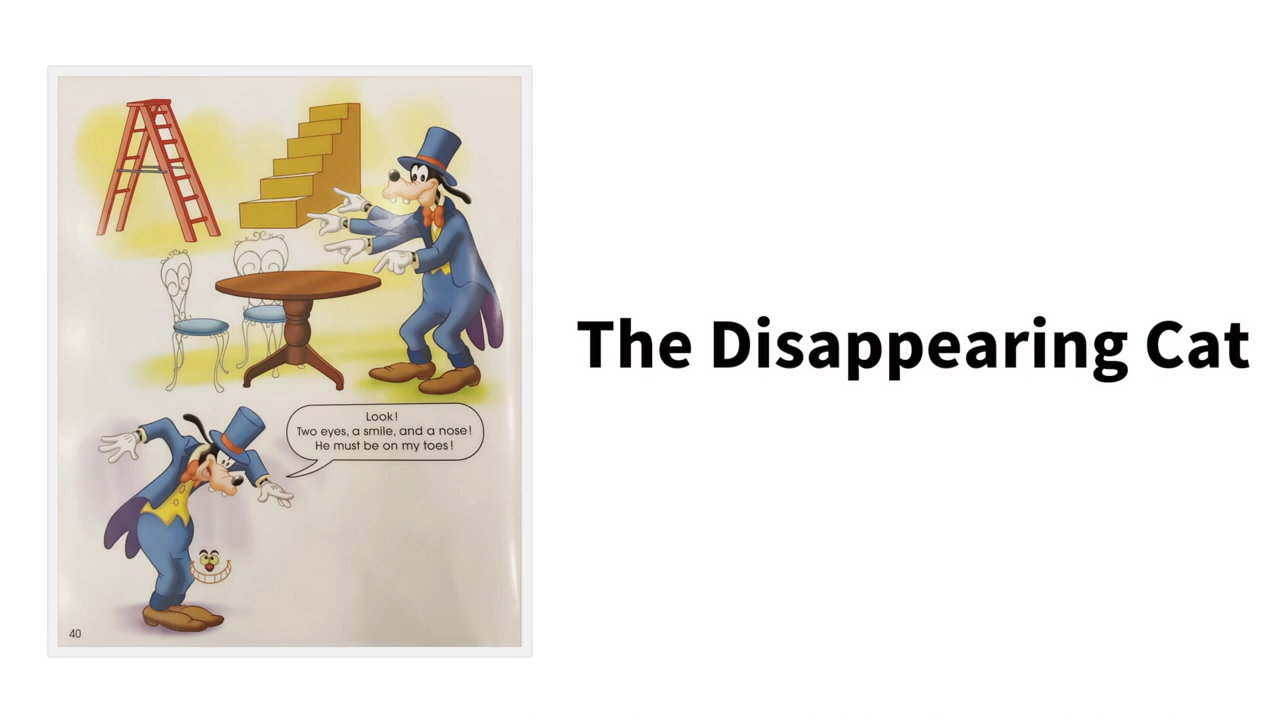 Look!
Two eyes, a smile, and a nose!
He must be on my toes!
40
The Disappearing Cat